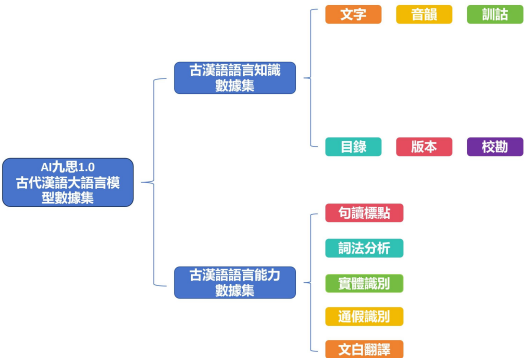 AI九思1.0
古代漢語大語言模
型數據集
古漢語語言知識
數據集
文字
音韻
訓詁
目錄
版本
校勘
古漢語語言能力
數據集
句讀標點
詞法分析
實體識別
通假識別
文白翻譯